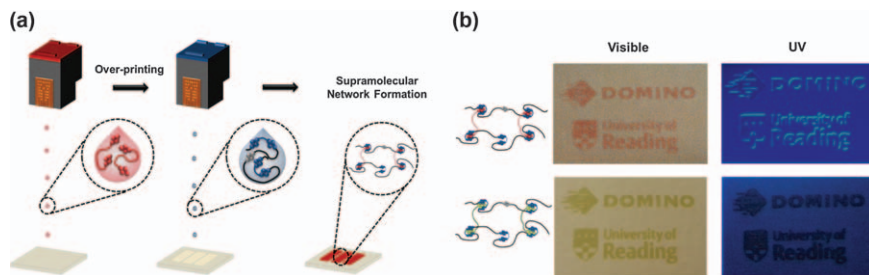 (a)
Over-printing
Supramolecular
Network Formation
(b)
Visible
UV
DOMINO
University of
Reading
DOMINO
University of
Reading
DOMINO
University of
Reading
DOMINO
University of
Reading